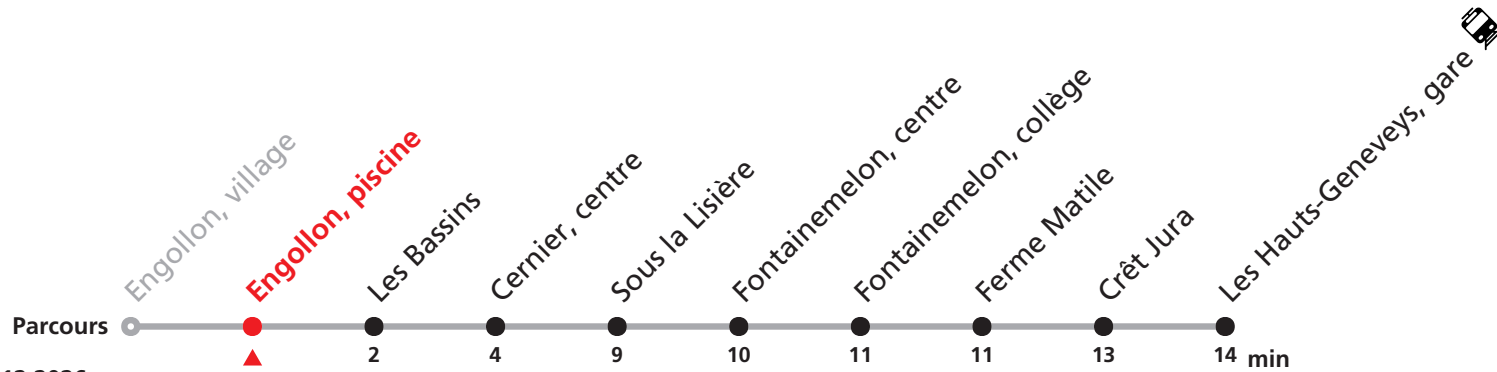 Engollon, village
Engollon, piscine
Les Bassins
Cernier, centre
Sous la Lisière
Fontainemelon, centre
Fontainemelon, collège
Ferme Matile
Crêt Jura
Les Hauts-Geneveys, gare
Parcours
2 4 9 10 11 11 13 14 min